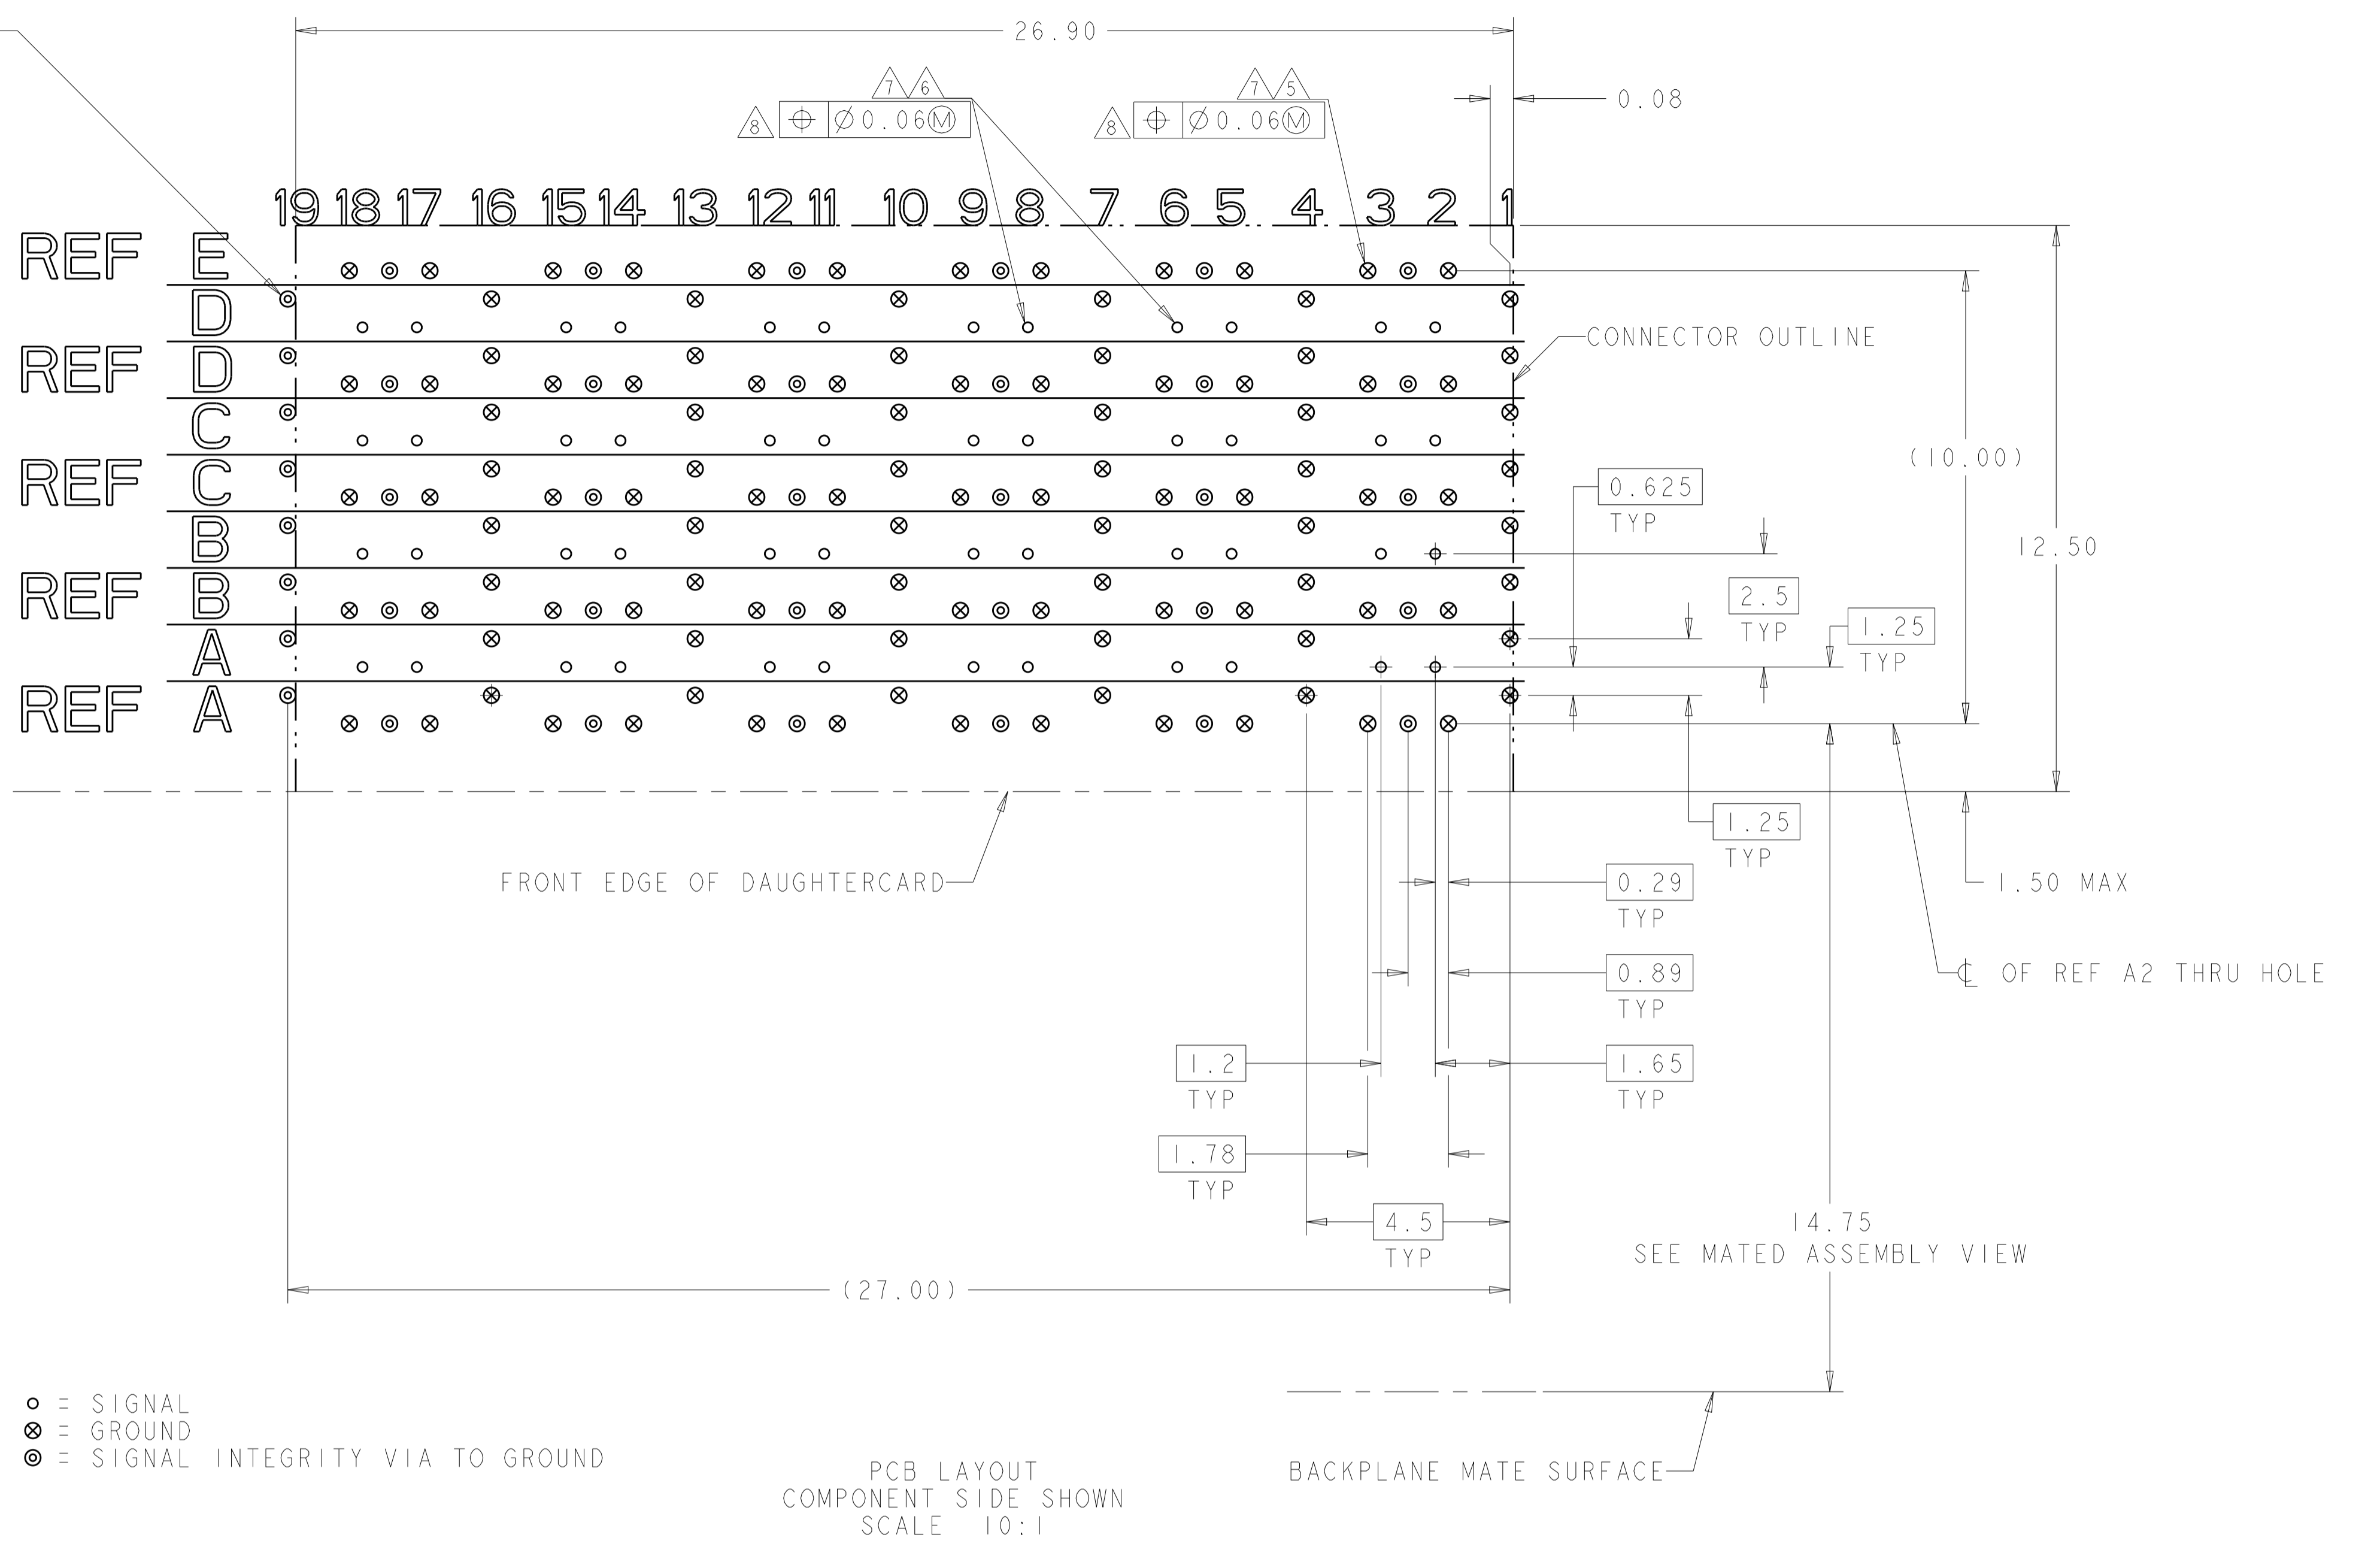 26.90
7 6
8 ⌖ ⌀0.06Ⓜ
7 5
8 ⌖ ⌀0.06Ⓜ
0.08
19 18 17 16 15 14 13 12 11 10 9 8 7 6 5 4 3 2 1
REF E
D
REF D
C
REF C
B
REF B
A
REF A
CONNECTOR OUTLINE
(10.00)
12.50
0.625
TYP
2.5
TYP
1.25
TYP
1.25
TYP
FRONT EDGE OF DAUGHTERCARD
1.50 MAX
0.29
TYP
0.89
TYP
℄ OF REF A2 THRU HOLE
1.2
TYP
1.65
TYP
1.78
TYP
4.5
TYP
14.75
SEE MATED ASSEMBLY VIEW
(27.00)
= SIGNAL
= GROUND
= SIGNAL INTEGRITY VIA TO GROUND
PCB LAYOUT
COMPONENT SIDE SHOWN
SCALE 10:1
BACKPLANE MATE SURFACE